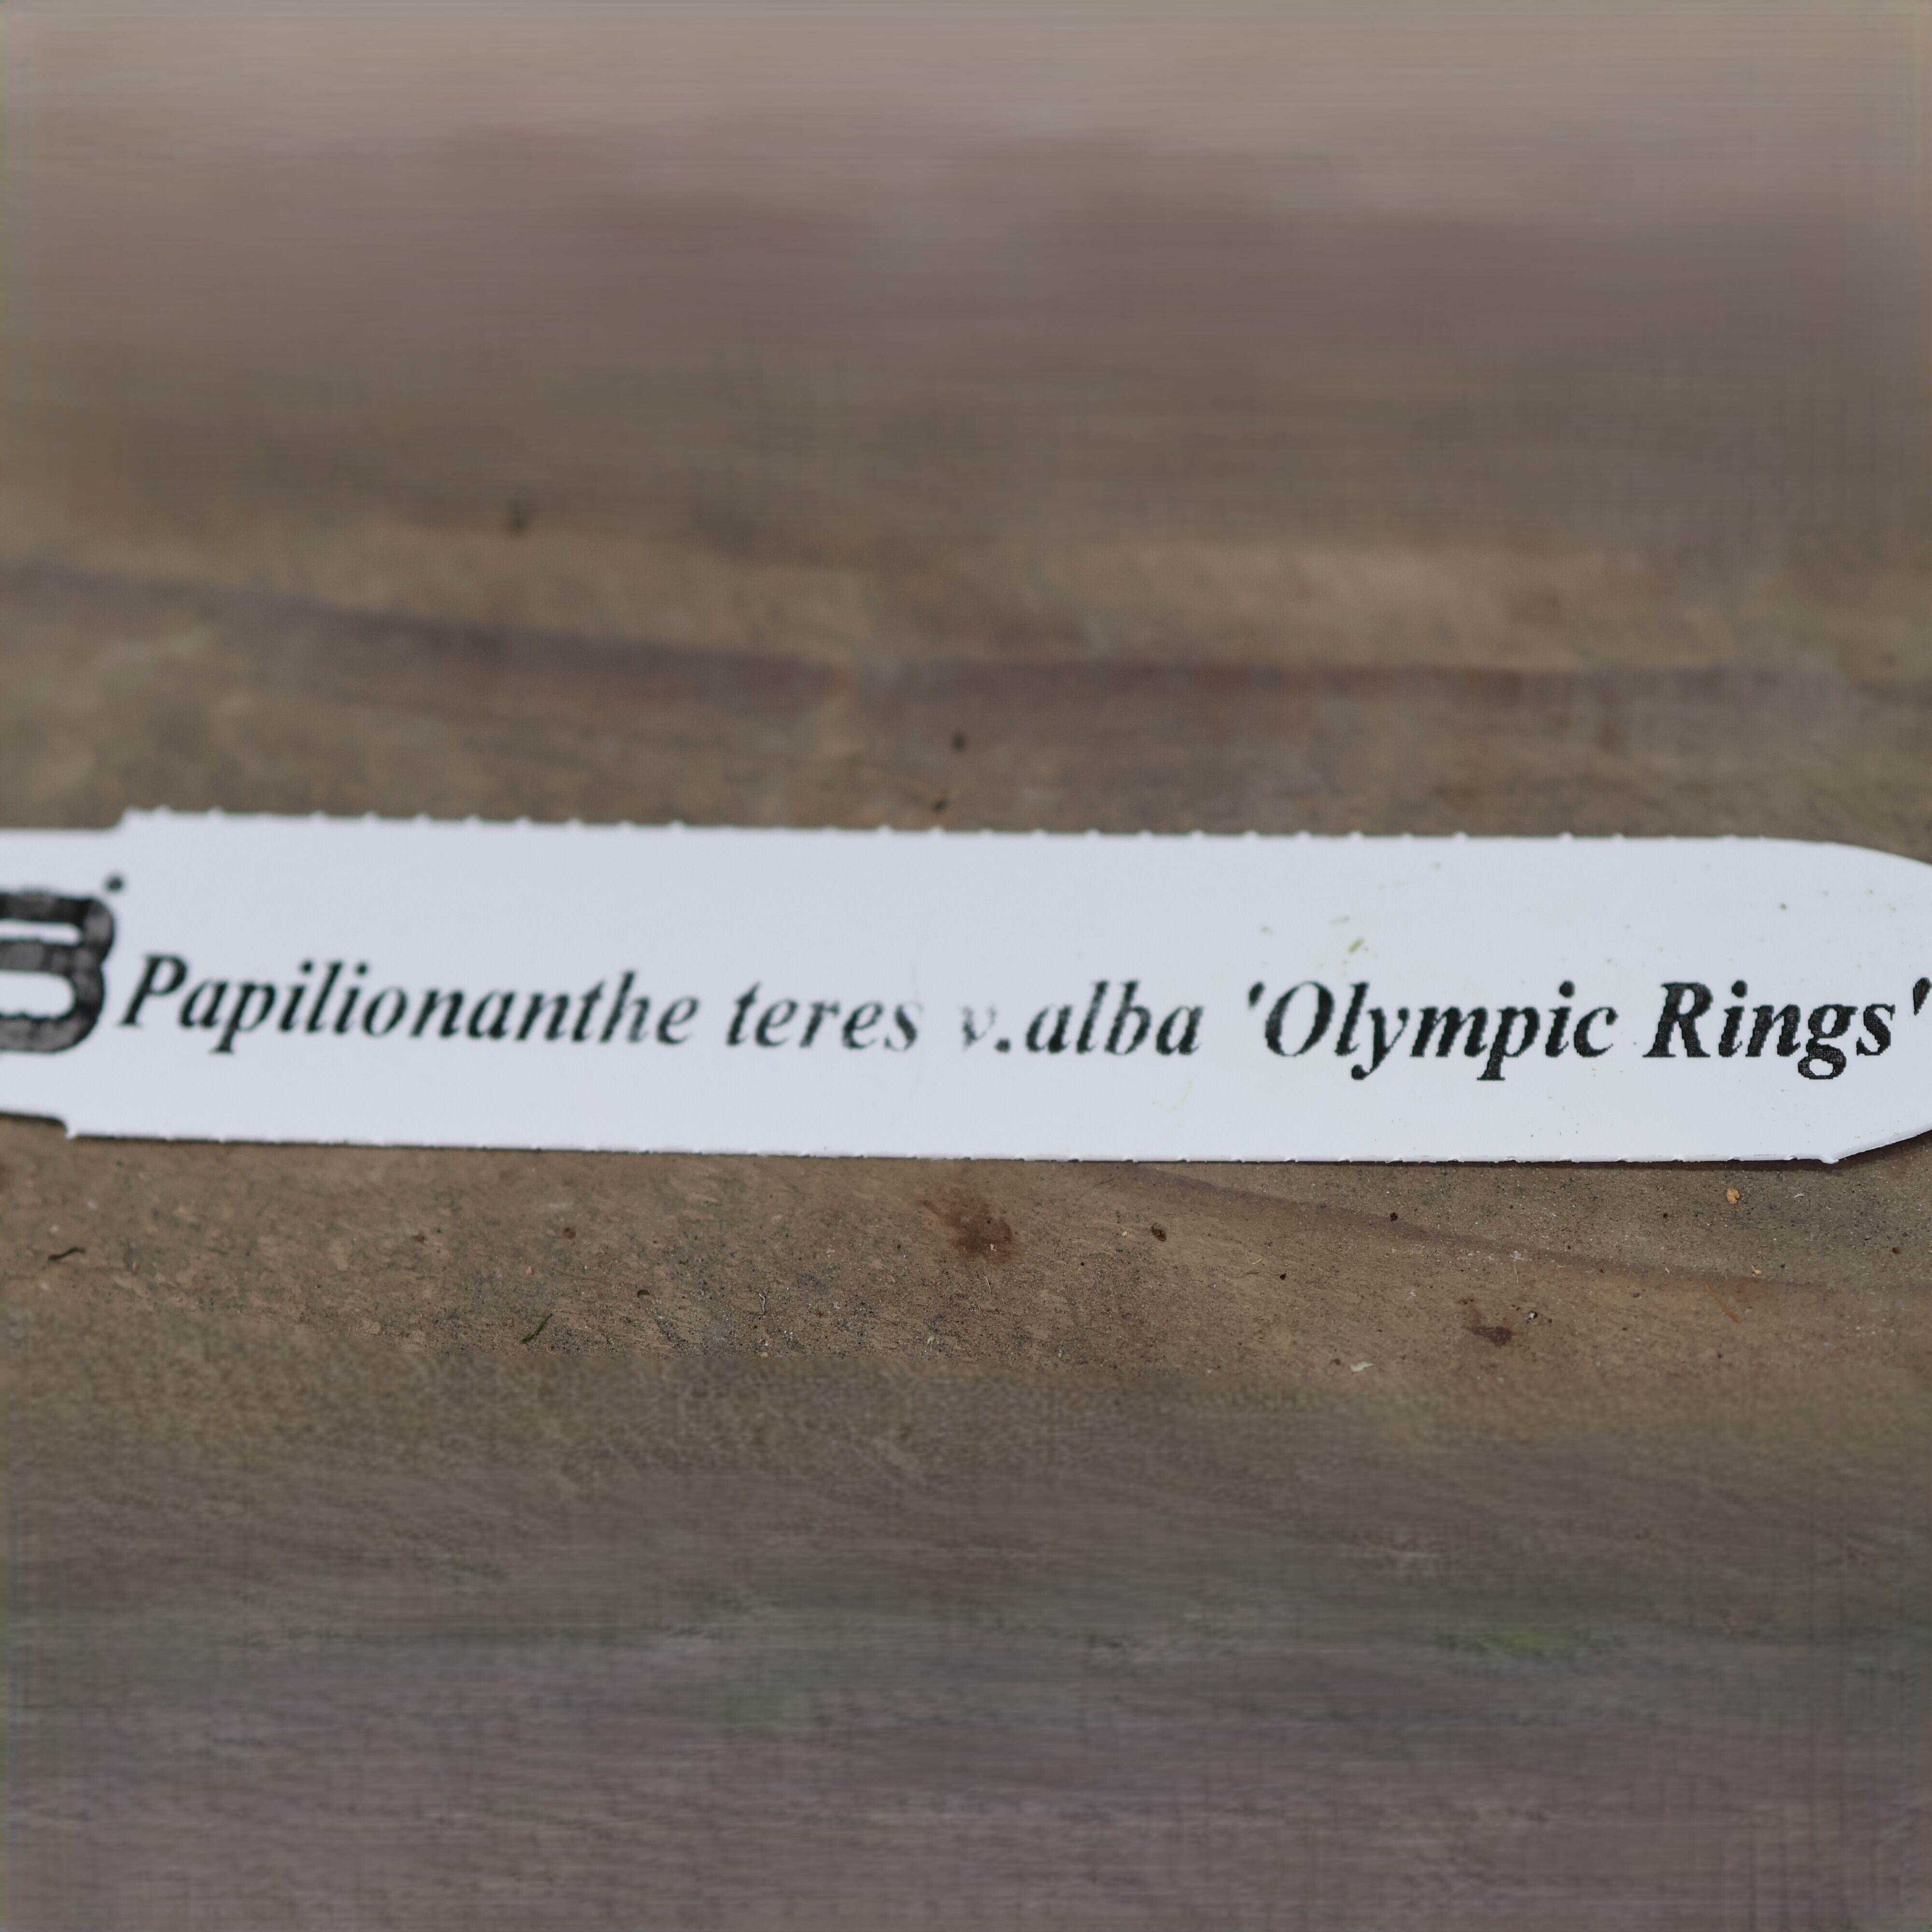 Papilionanthe teres v.alba 'Olympic Rings'